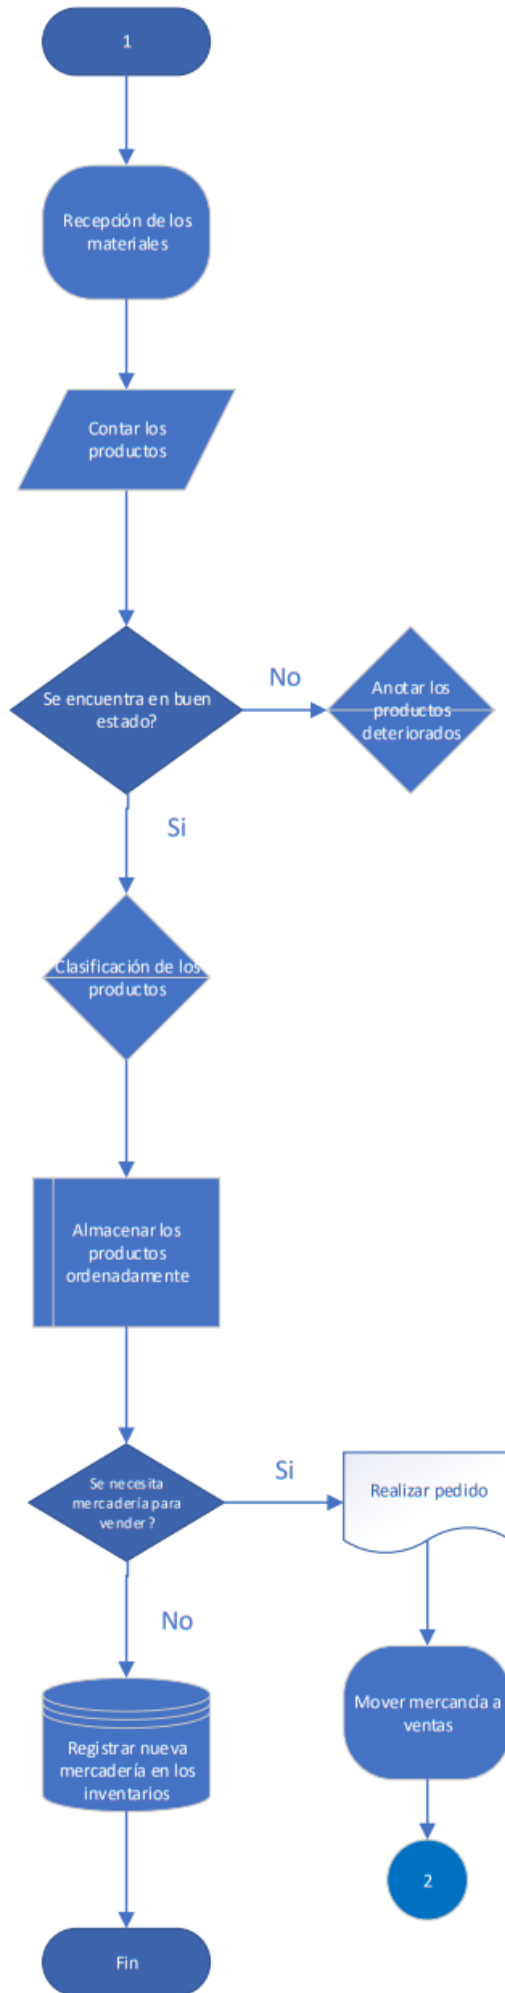 1
Recepción de los
materiales
Contar los
productos
Se encuentra en buen
estado?
No
Anotar los
productos
deteriorados
Si
Clasificación de los
productos
Almacenar los
productos
ordenadamente
Se necesita
mercadería para
vender?
Si
Realizar pedido
No
Mover mercancía a
ventas
Registrar nueva
mercadería en los
inventarios
2
Fin